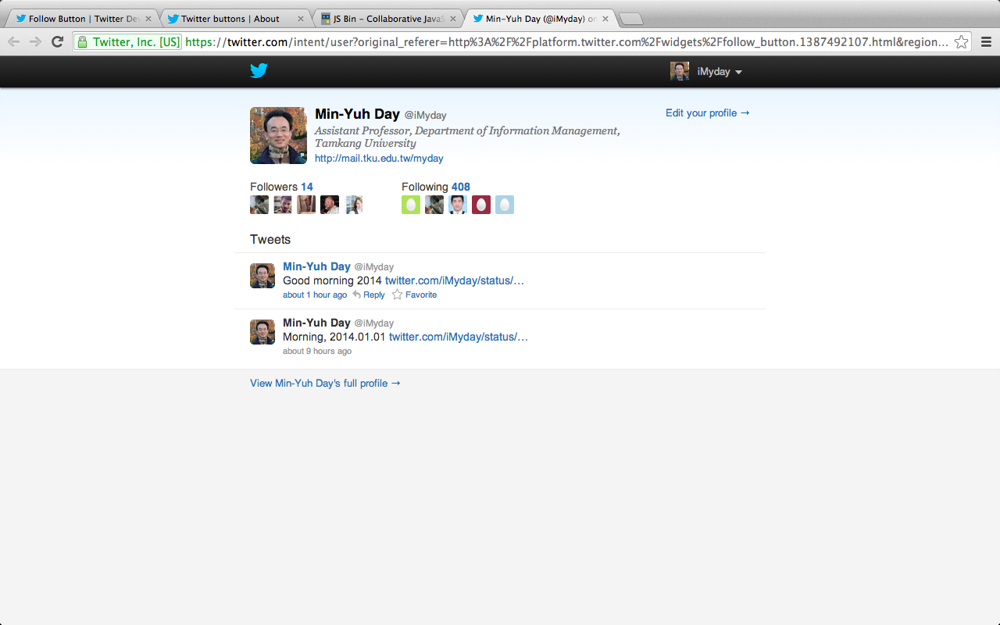 Follow Button | Twitter De
Twitter buttons | About
JS Bin - Collaborative JavaS
Min-Yuh Day (@iMyday) on
Twitter, Inc. [US] https://twitter.com/intent/user?original_referer=http%3A%2F%2Fplatform.twitter.com%2Fwidgets%2Ffollow_button.1387492107.html&region...
iMyday
Min-Yuh Day @iMyday
Edit your profile →
Assistant Professor, Department of Information Management,
Tamkang University
http://mail.tku.edu.tw/myday
Followers 14
Following 408
Tweets
Min-Yuh Day @iMyday
Good morning 2014 twitter.com/iMyday/status/…
about 1 hour ago Reply Favorite
Min-Yuh Day @iMyday
Morning, 2014.01.01 twitter.com/iMyday/status/…
about 9 hours ago
View Min-Yuh Day's full profile →